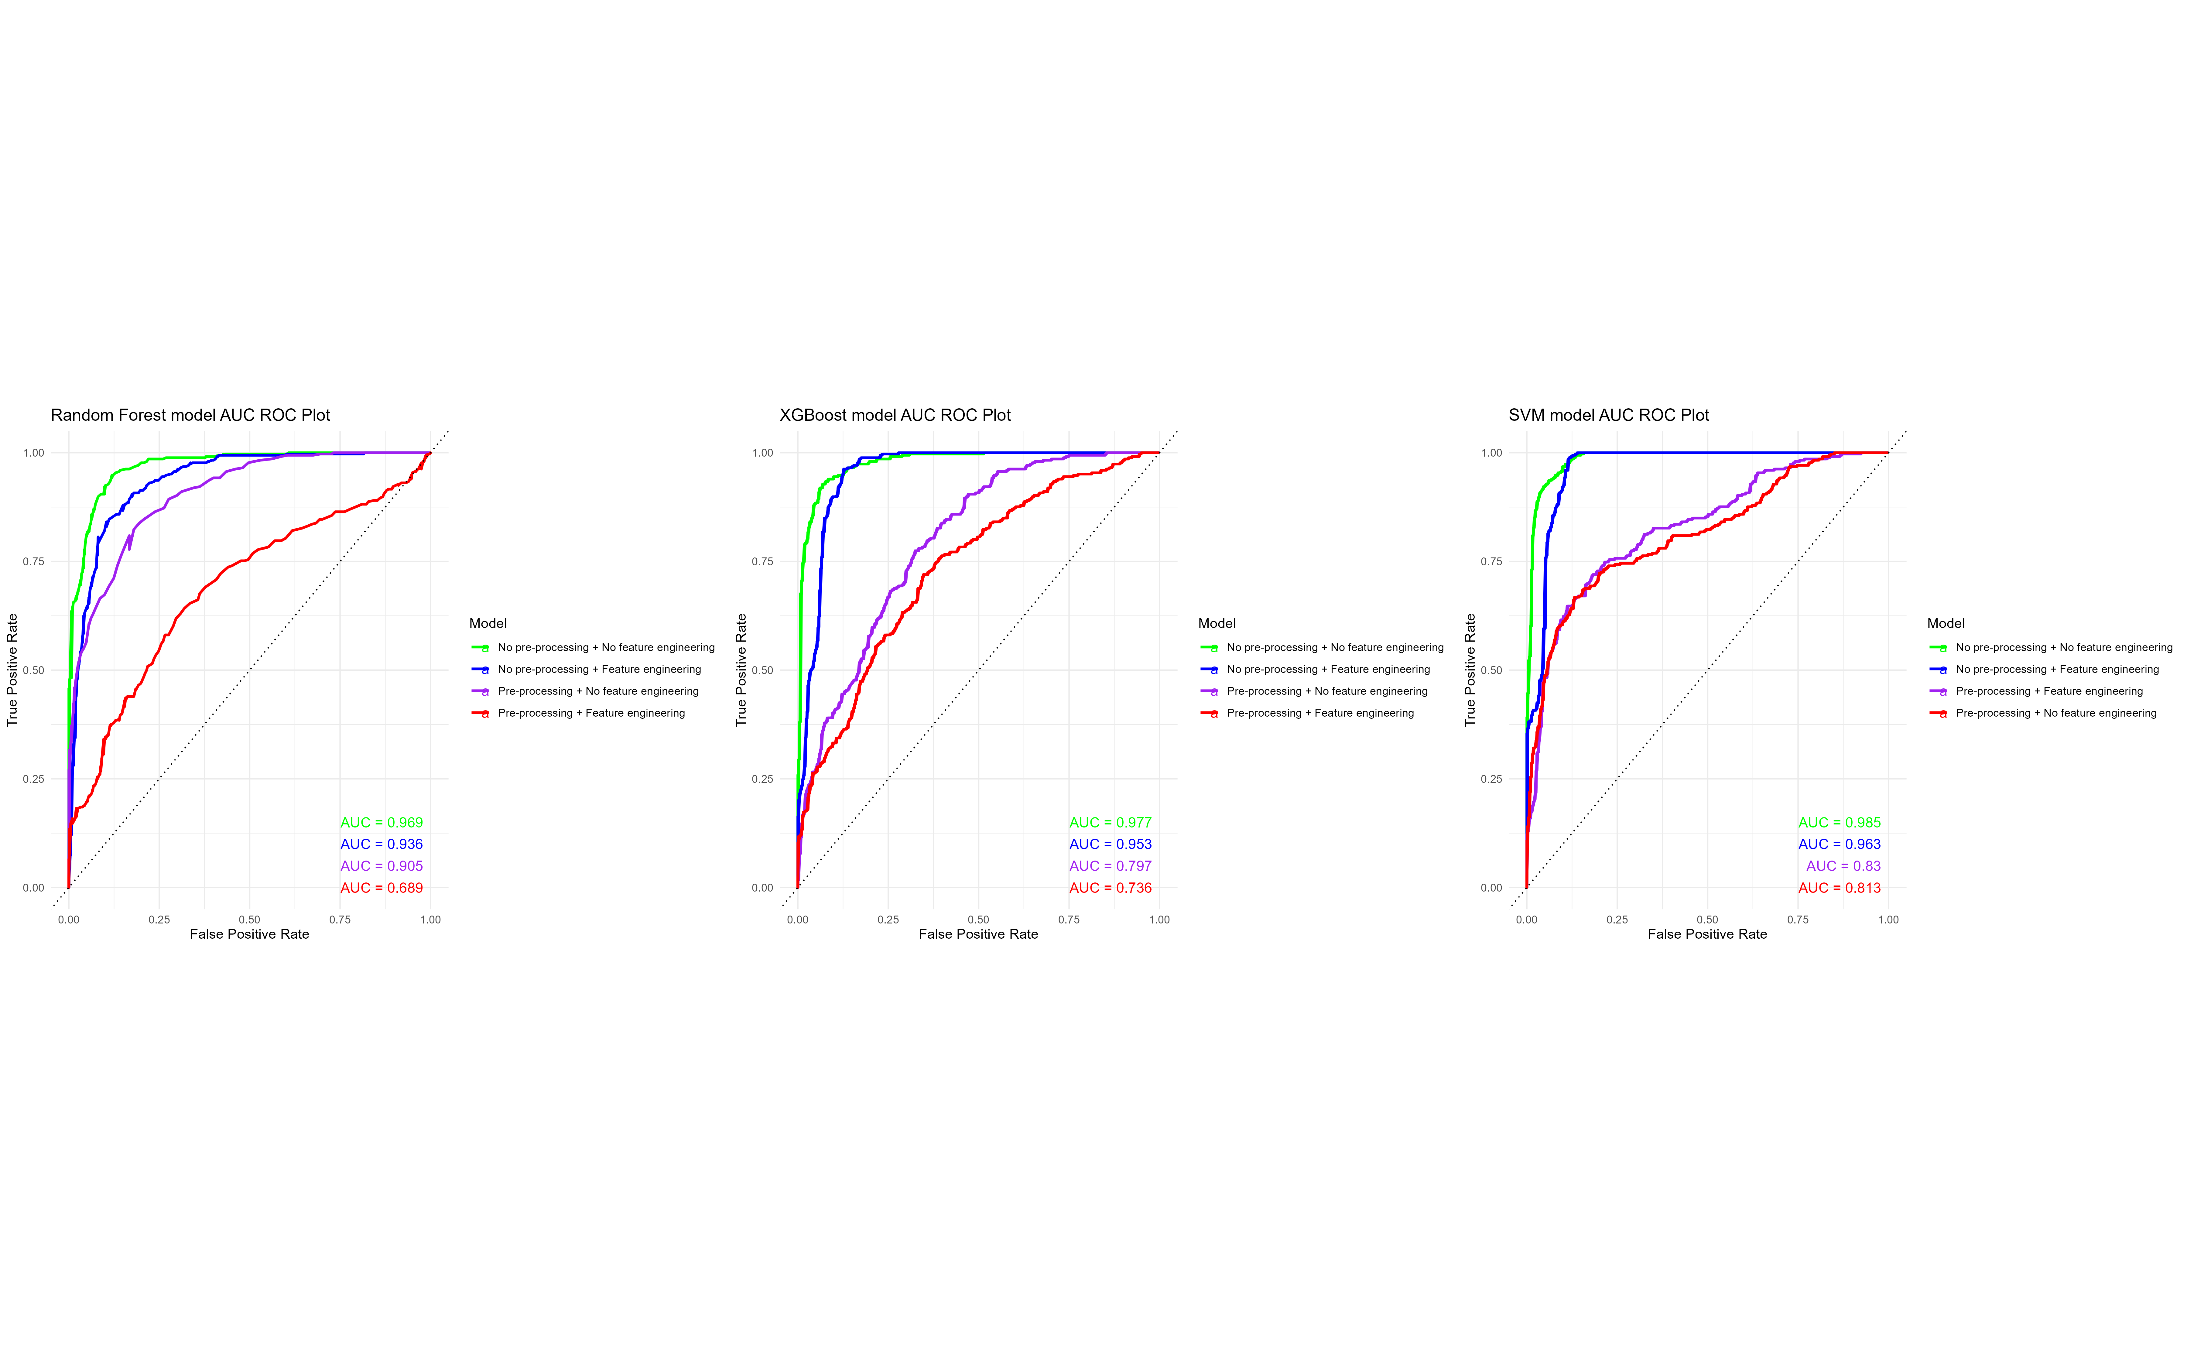 Random Forest model AUC ROC Plot
True Positive Rate
1.00
0.75
0.50
0.25
0.00
AUC = 0.969
AUC = 0.936
AUC = 0.905
AUC = 0.689
0.00 0.25 0.50 0.75 1.00
False Positive Rate
Model
a No pre-processing + No feature engineering
a No pre-processing + Feature engineering
a Pre-processing + No feature engineering
a Pre-processing + Feature engineering
XGBoost model AUC ROC Plot
True Positive Rate
1.00
0.75
0.50
0.25
0.00
AUC = 0.977
AUC = 0.953
AUC = 0.797
AUC = 0.736
0.00 0.25 0.50 0.75 1.00
False Positive Rate
Model
a No pre-processing + No feature engineering
a No pre-processing + Feature engineering
a Pre-processing + No feature engineering
a Pre-processing + Feature engineering
SVM model AUC ROC Plot
True Positive Rate
1.00
0.75
0.50
0.25
0.00
AUC = 0.985
AUC = 0.963
AUC = 0.83
AUC = 0.813
0.00 0.25 0.50 0.75 1.00
False Positive Rate
Model
a No pre-processing + No feature engineering
a No pre-processing + Feature engineering
a Pre-processing + Feature engineering
a Pre-processing + No feature engineering